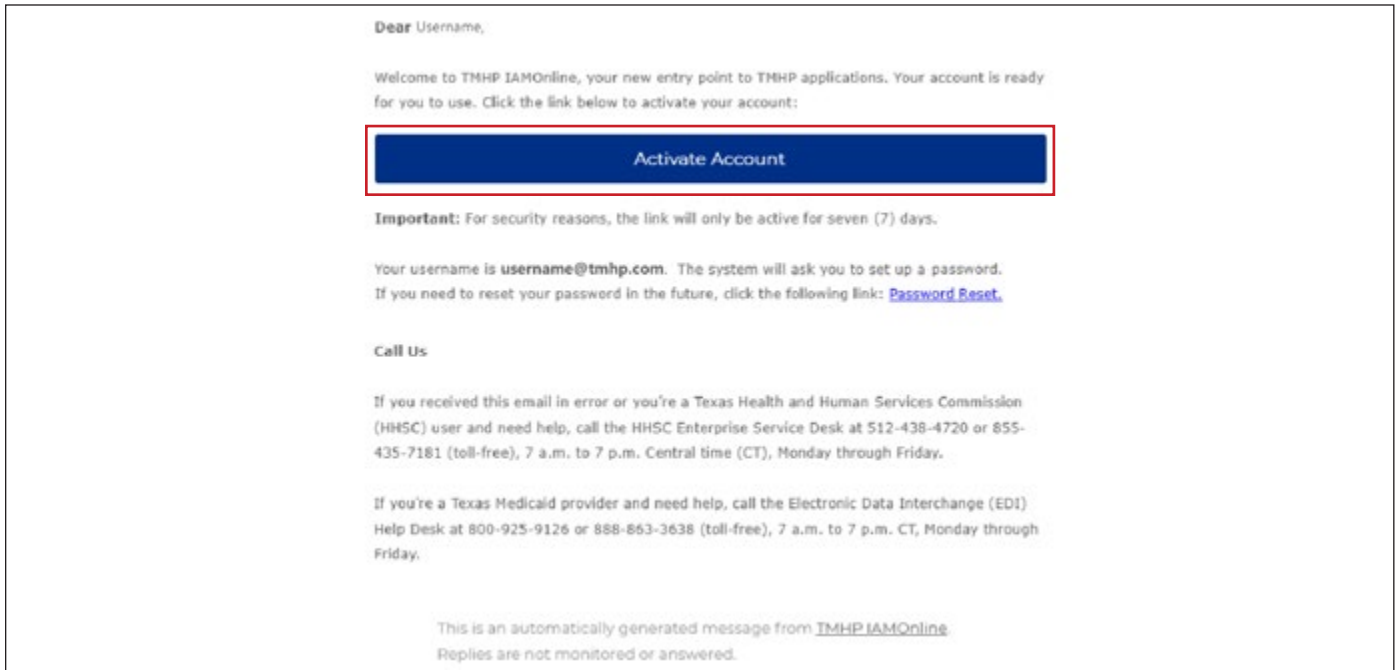 Dear Username,
Welcome to TMHP IAMOnline, your new entry point to TMHP applications. Your account is ready
for you to use. Click the link below to activate your account:
Activate Account
Important: For security reasons, the link will only be active for seven (7) days.
Your username is username@tmhp.com. The system will ask you to set up a password.
If you need to reset your password in the future, click the following link: Password Reset.
Call Us
If you received this email in error or you're a Texas Health and Human Services Commission
(HHSC) user and need help, call the HHSC Enterprise Service Desk at 512-438-4720 or 855-
435-7181 (toll-free), 7 a.m. to 7 p.m. Central time (CT), Monday through Friday.
If you're a Texas Medicaid provider and need help, call the Electronic Data Interchange (EDI)
Help Desk at 800-925-9126 or 888-863-3638 (toll-free), 7 a.m. to 7 p.m. CT, Monday through
Friday.
This is an automatically generated message from TMHP IAMOnline.
Replies are not monitored or answered.